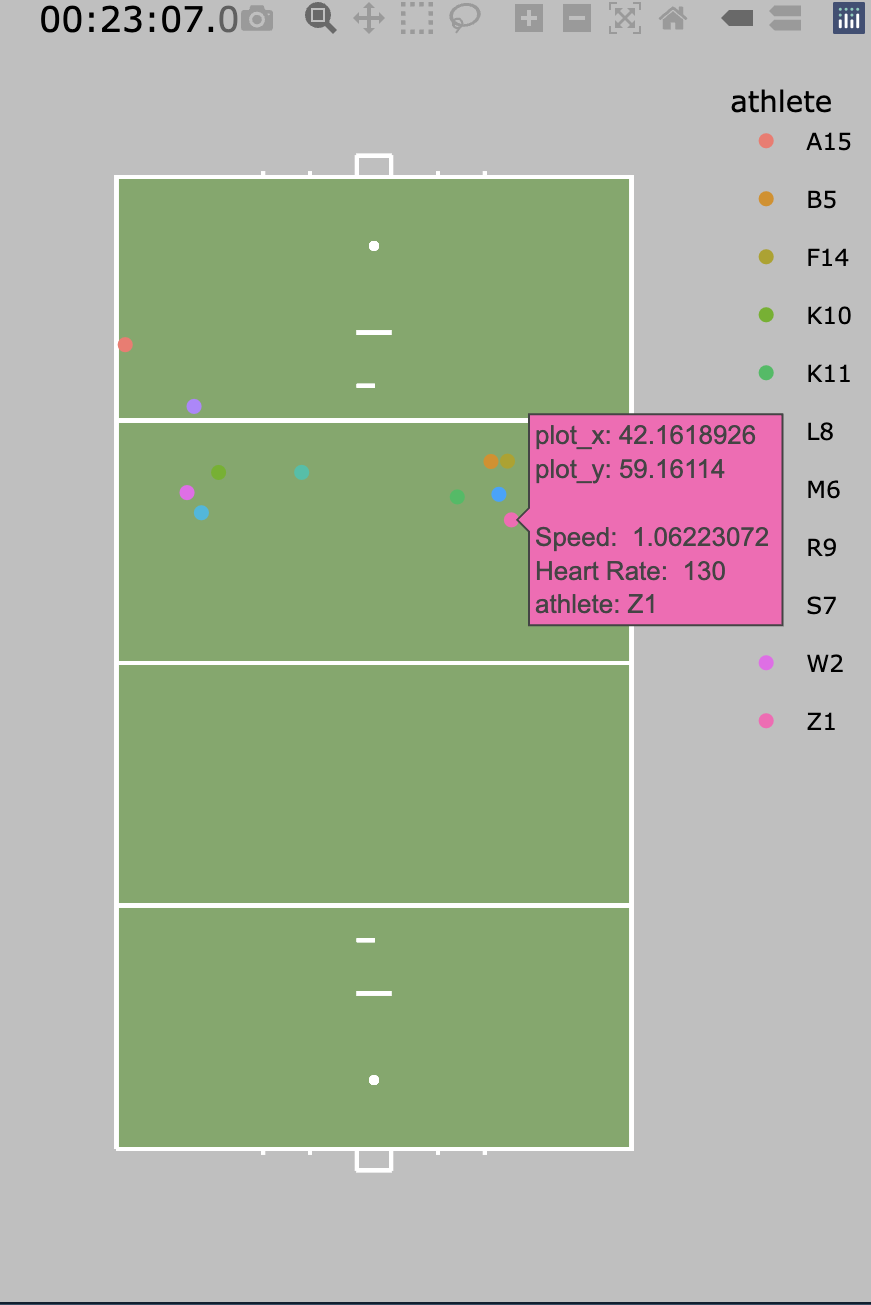 00:23:07.0
athlete
A15
B5
F14
K10
K11
L8
M6
R9
S7
W2
Z1
plot_x: 42.1618926
plot_y: 59.16114
Speed: 1.06223072
Heart Rate: 130
athlete: Z1